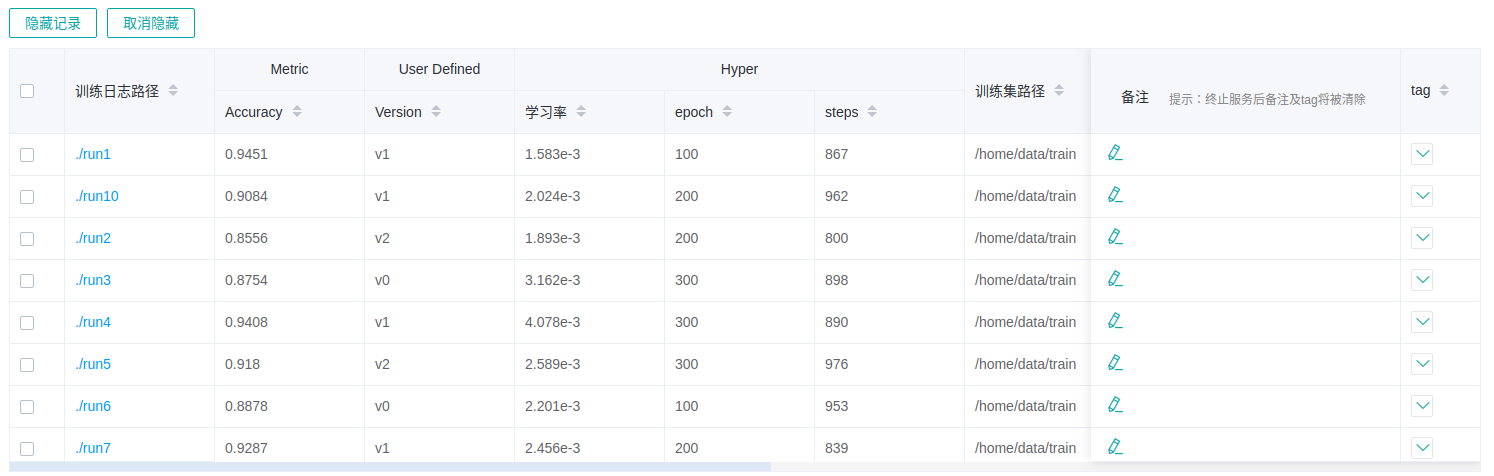 隐藏记录 取消隐藏
Metric User Defined Hyper
训练日志路径 训练集路径 备注 提示：终止服务后备注及tag将被清除 tag
Accuracy Version 学习率 epoch steps
./run1 0.9451 v1 1.583e-3 100 867 /home/data/train
./run10 0.9084 v1 2.024e-3 200 962 /home/data/train
./run2 0.8556 v2 1.893e-3 200 800 /home/data/train
./run3 0.8754 v0 3.162e-3 300 898 /home/data/train
./run4 0.9408 v1 4.078e-3 300 890 /home/data/train
./run5 0.918 v2 2.589e-3 300 976 /home/data/train
./run6 0.8878 v0 2.201e-3 100 953 /home/data/train
./run7 0.9287 v1 2.456e-3 200 839 /home/data/train